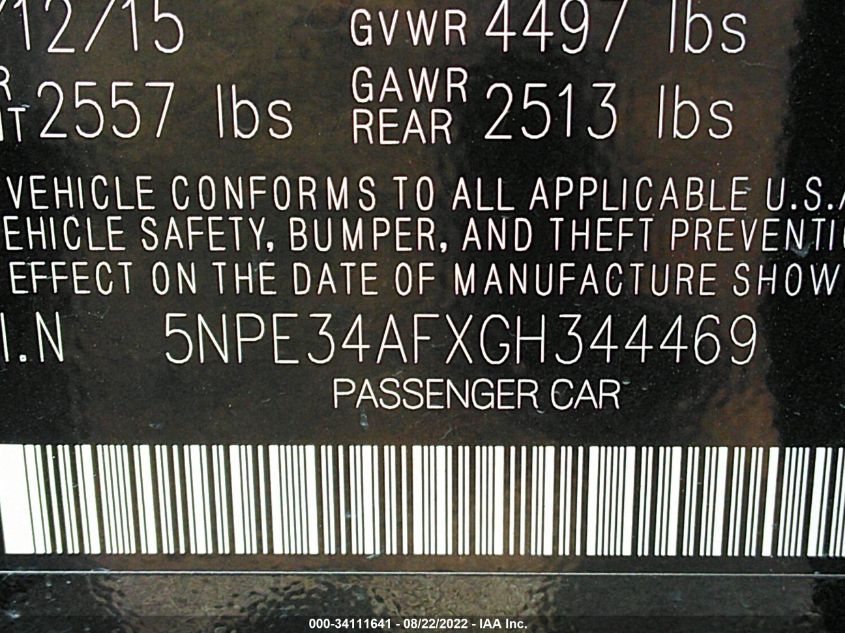 /12/15 GVWR 4497 lbs
2557 lbs GAWR REAR 2513 lbs
VEHICLE CONFORMS TO ALL APPLICABLE U.S.A
EHICLE SAFETY, BUMPER, AND THEFT PREVENTI
EFFECT ON THE DATE OF MANUFACTURE SHOW
I.N 5NPE34AFXGH344469
PASSENGER CAR
000-34111641 - 08/22/2022 - IAA Inc.